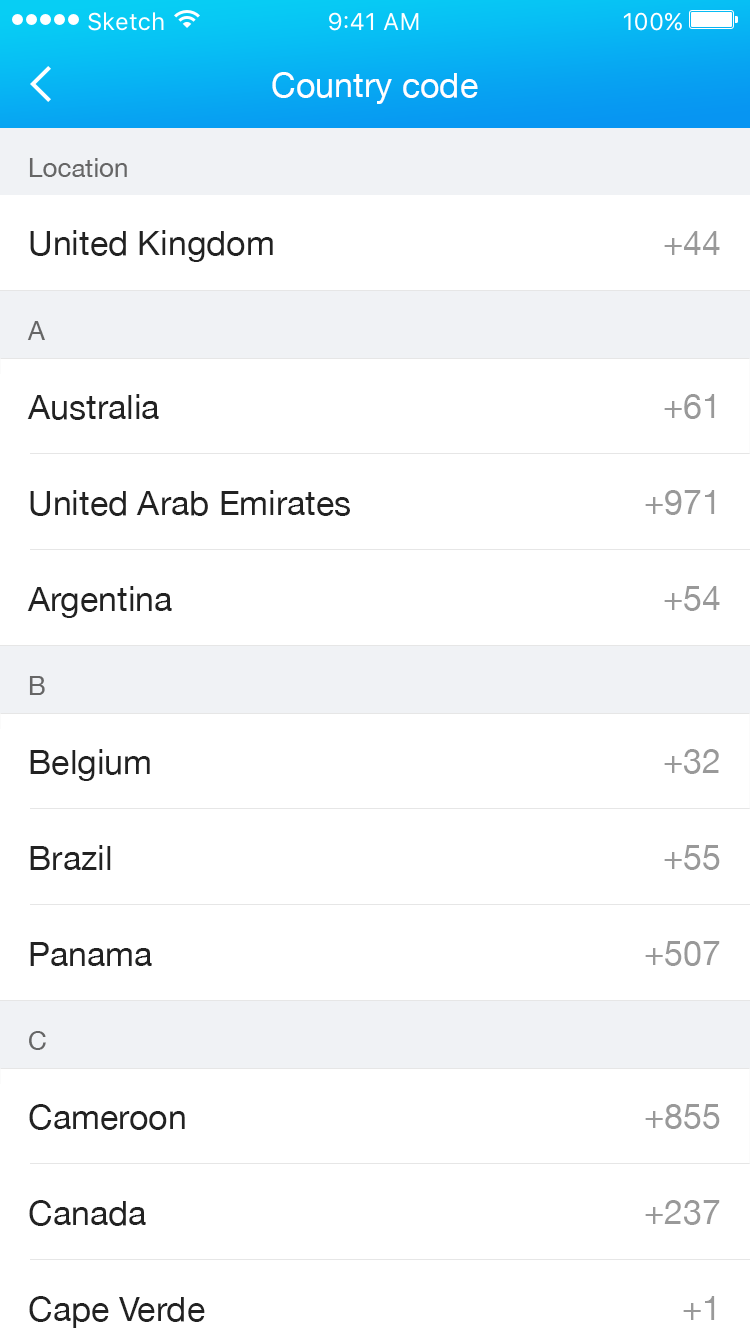 Sketch 9:41 AM 100%
Country code
Location
United Kingdom +44
A
Australia +61
United Arab Emirates +971
Argentina +54
B
Belgium +32
Brazil +55
Panama +507
C
Cameroon +855
Canada +237
Cape Verde +1